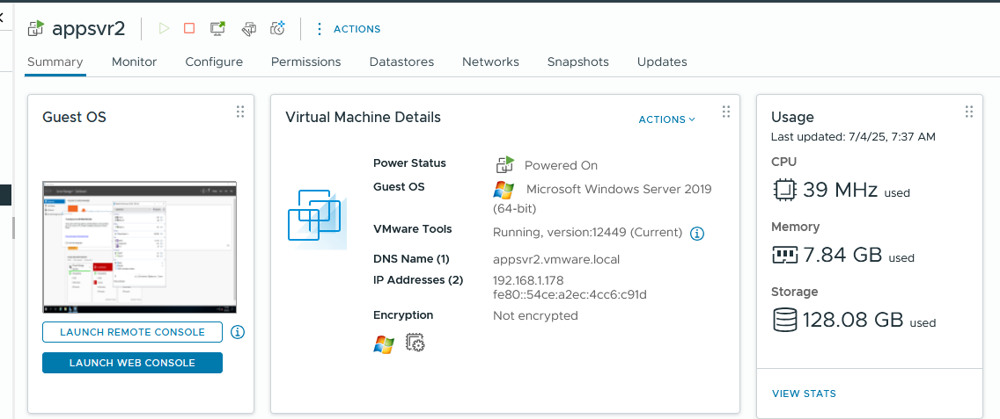 appsvr2
ACTIONS
Summary
Monitor
Configure
Permissions
Datastores
Networks
Snapshots
Updates
Guest OS
LAUNCH REMOTE CONSOLE
LAUNCH WEB CONSOLE
Virtual Machine Details
ACTIONS
Power Status
Powered On
Guest OS
Microsoft Windows Server 2019
(64-bit)
VMware Tools
Running, version:12449 (Current)
DNS Name (1)
appsvr2.vmware.local
IP Addresses (2)
192.168.1.178
fe80::54ce:a2ec:4cc6:c91d
Encryption
Not encrypted
Usage
Last updated: 7/4/25, 7:37 AM
CPU
39 MHz used
Memory
7.84 GB used
Storage
128.08 GB used
VIEW STATS